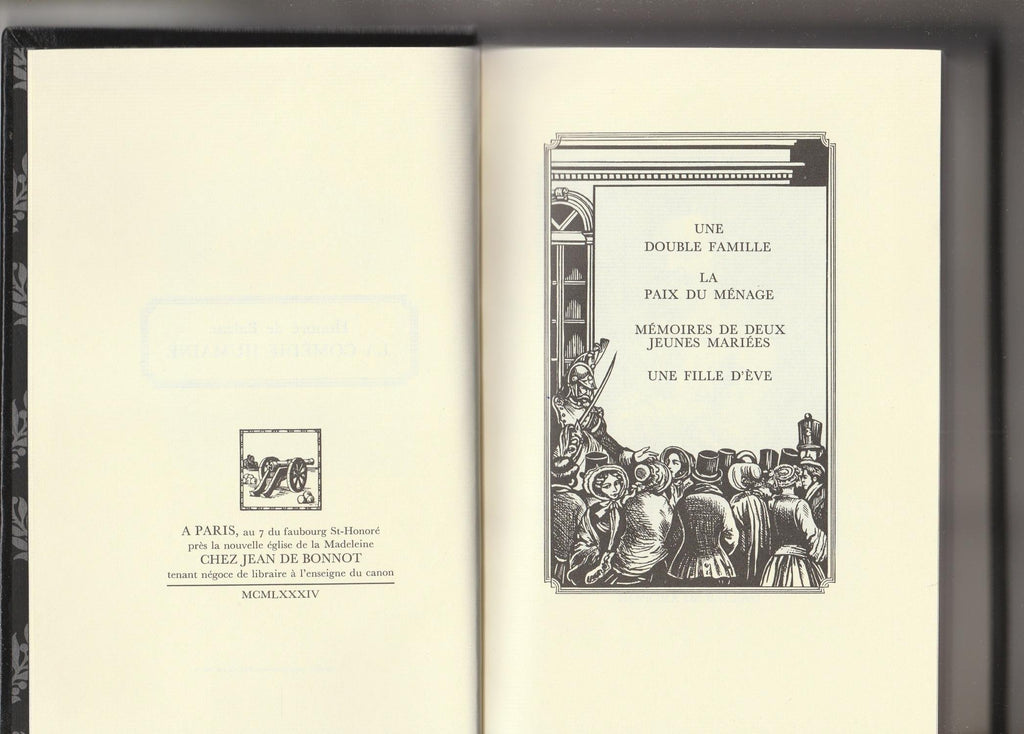 A PARIS, au 7 du faubourg St-Honoré
près la nouvelle église de la Madeleine
CHEZ JEAN DE BONNOT
tenant négoce de libraire à l'enseigne du canon
MCMLXXXIV
UNE
DOUBLE FAMILLE
LA
PAIX DU MÉNAGE
MÉMOIRES DE DEUX
JEUNES MARIÉES
UNE FILLE D'ÈVE